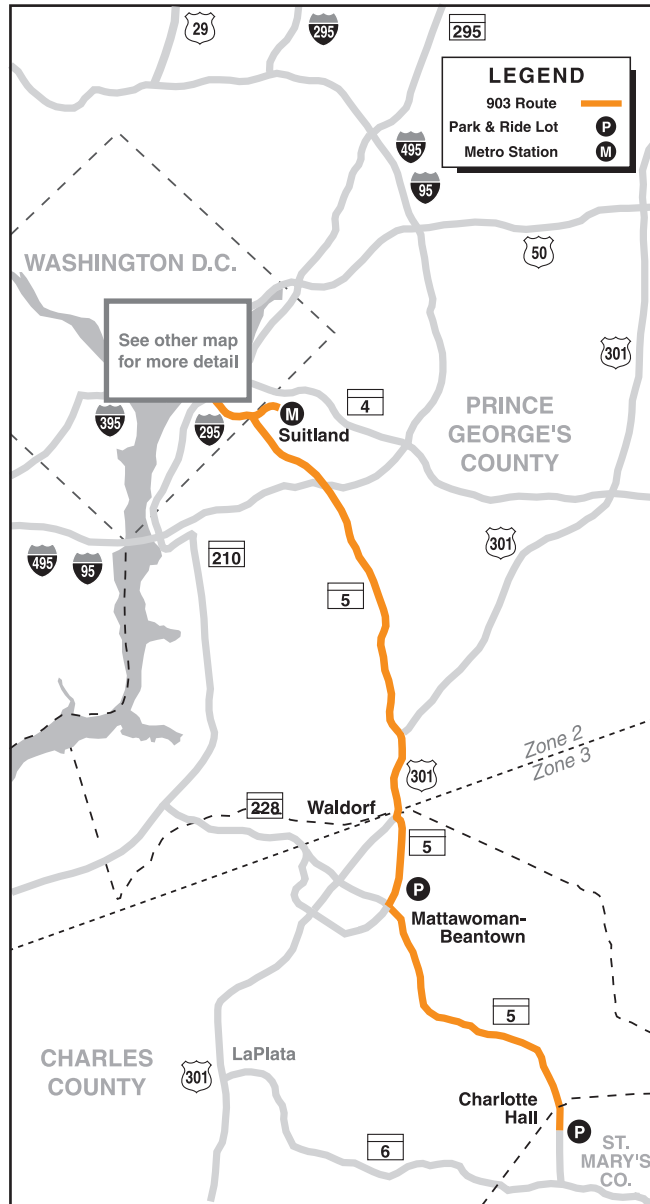 29
295
295
LEGEND
903 Route
Park & Ride Lot P
Metro Station M
495
95
50
WASHINGTON D.C.
301
See other map
for more detail
4
PRINCE
GEORGE'S
COUNTY
M
Suitland
395
295
301
495
95
210
5
Zone 2
Zone 3
301
228
Waldorf
5
P
Mattawoman-
Beantown
5
CHARLES
COUNTY
LaPlata
301
Charlotte
Hall
P
ST.
MARY'S
CO.
6